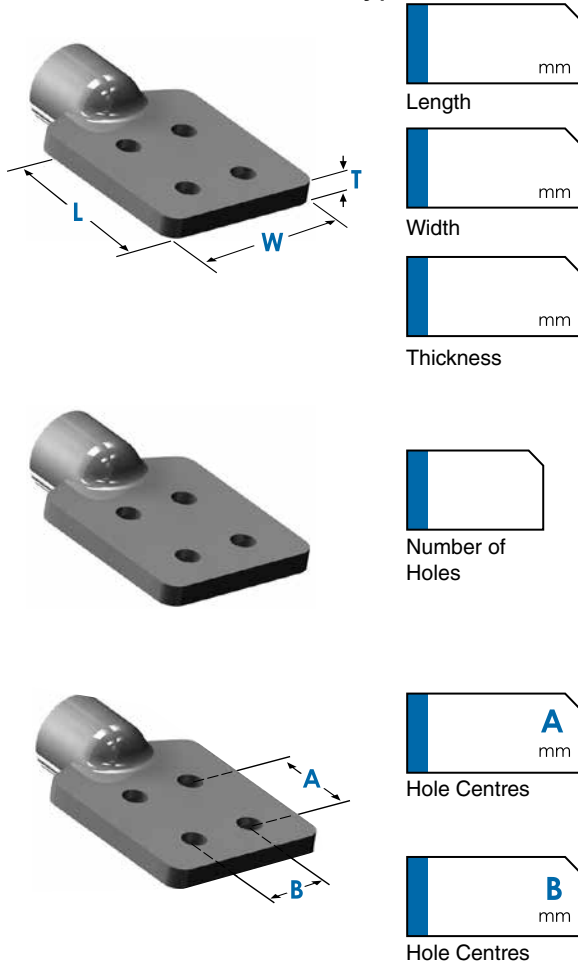 mm
Length
T
L
W
mm
Width
mm
Thickness
Number of
Holes
A
mm
Hole Centres
A
B
B
mm
Hole Centres